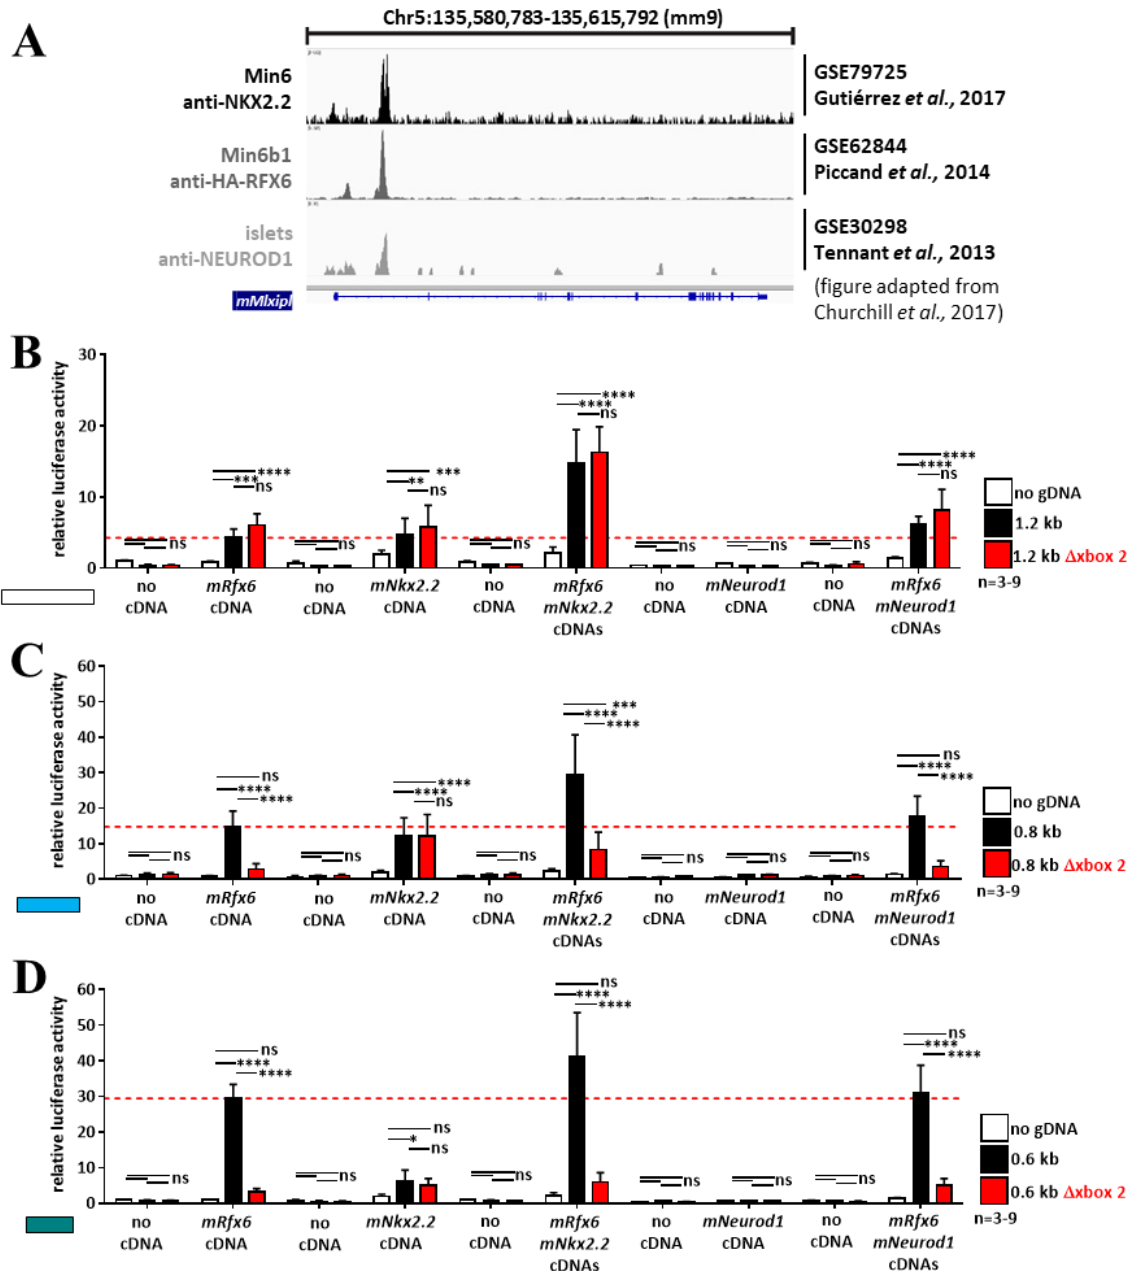 A
Chr5:135,580,783-135,615,792 (mm9)
Min6
anti-NKX2.2
GSE79725
Gutiérrez et al., 2017
Min6b1
anti-HA-RFX6
GSE62844
Piccand et al., 2014
islets
anti-NEUROD1
GSE30298
Tennant et al., 2013
(figure adapted from
Churchill et al., 2017)
mMlxipl
B
relative luciferase activity
30
20
10
0
ns
****
***
ns
ns
***
**
ns
ns
****
****
ns
ns
ns
ns
****
****
ns
no gDNA
1.2 kb
1.2 kb Δxbox 2
n=3-9
no cDNA
mRfx6 cDNA
no cDNA
mNkx2.2 cDNA
no cDNA
mRfx6 mNkx2.2 cDNAs
no cDNA
mNeurod1 cDNA
no cDNA
mRfx6 mNeurod1 cDNAs
C
relative luciferase activity
60
50
40
30
20
10
0
ns
ns
****
****
ns
****
****
ns
ns
***
****
****
ns
ns
ns
ns
****
****
no gDNA
0.8 kb
0.8 kb Δxbox 2
n=3-9
no cDNA
mRfx6 cDNA
no cDNA
mNkx2.2 cDNA
no cDNA
mRfx6 mNkx2.2 cDNAs
no cDNA
mNeurod1 cDNA
no cDNA
mRfx6 mNeurod1 cDNAs
D
relative luciferase activity
60
50
40
30
20
10
0
ns
ns
****
****
ns
ns
*
ns
ns
ns
****
****
ns
ns
ns
ns
****
****
no gDNA
0.6 kb
0.6 kb Δxbox 2
n=3-9
no cDNA
mRfx6 cDNA
no cDNA
mNkx2.2 cDNA
no cDNA
mRfx6 mNkx2.2 cDNAs
no cDNA
mNeurod1 cDNA
no cDNA
mRfx6 mNeurod1 cDNAs